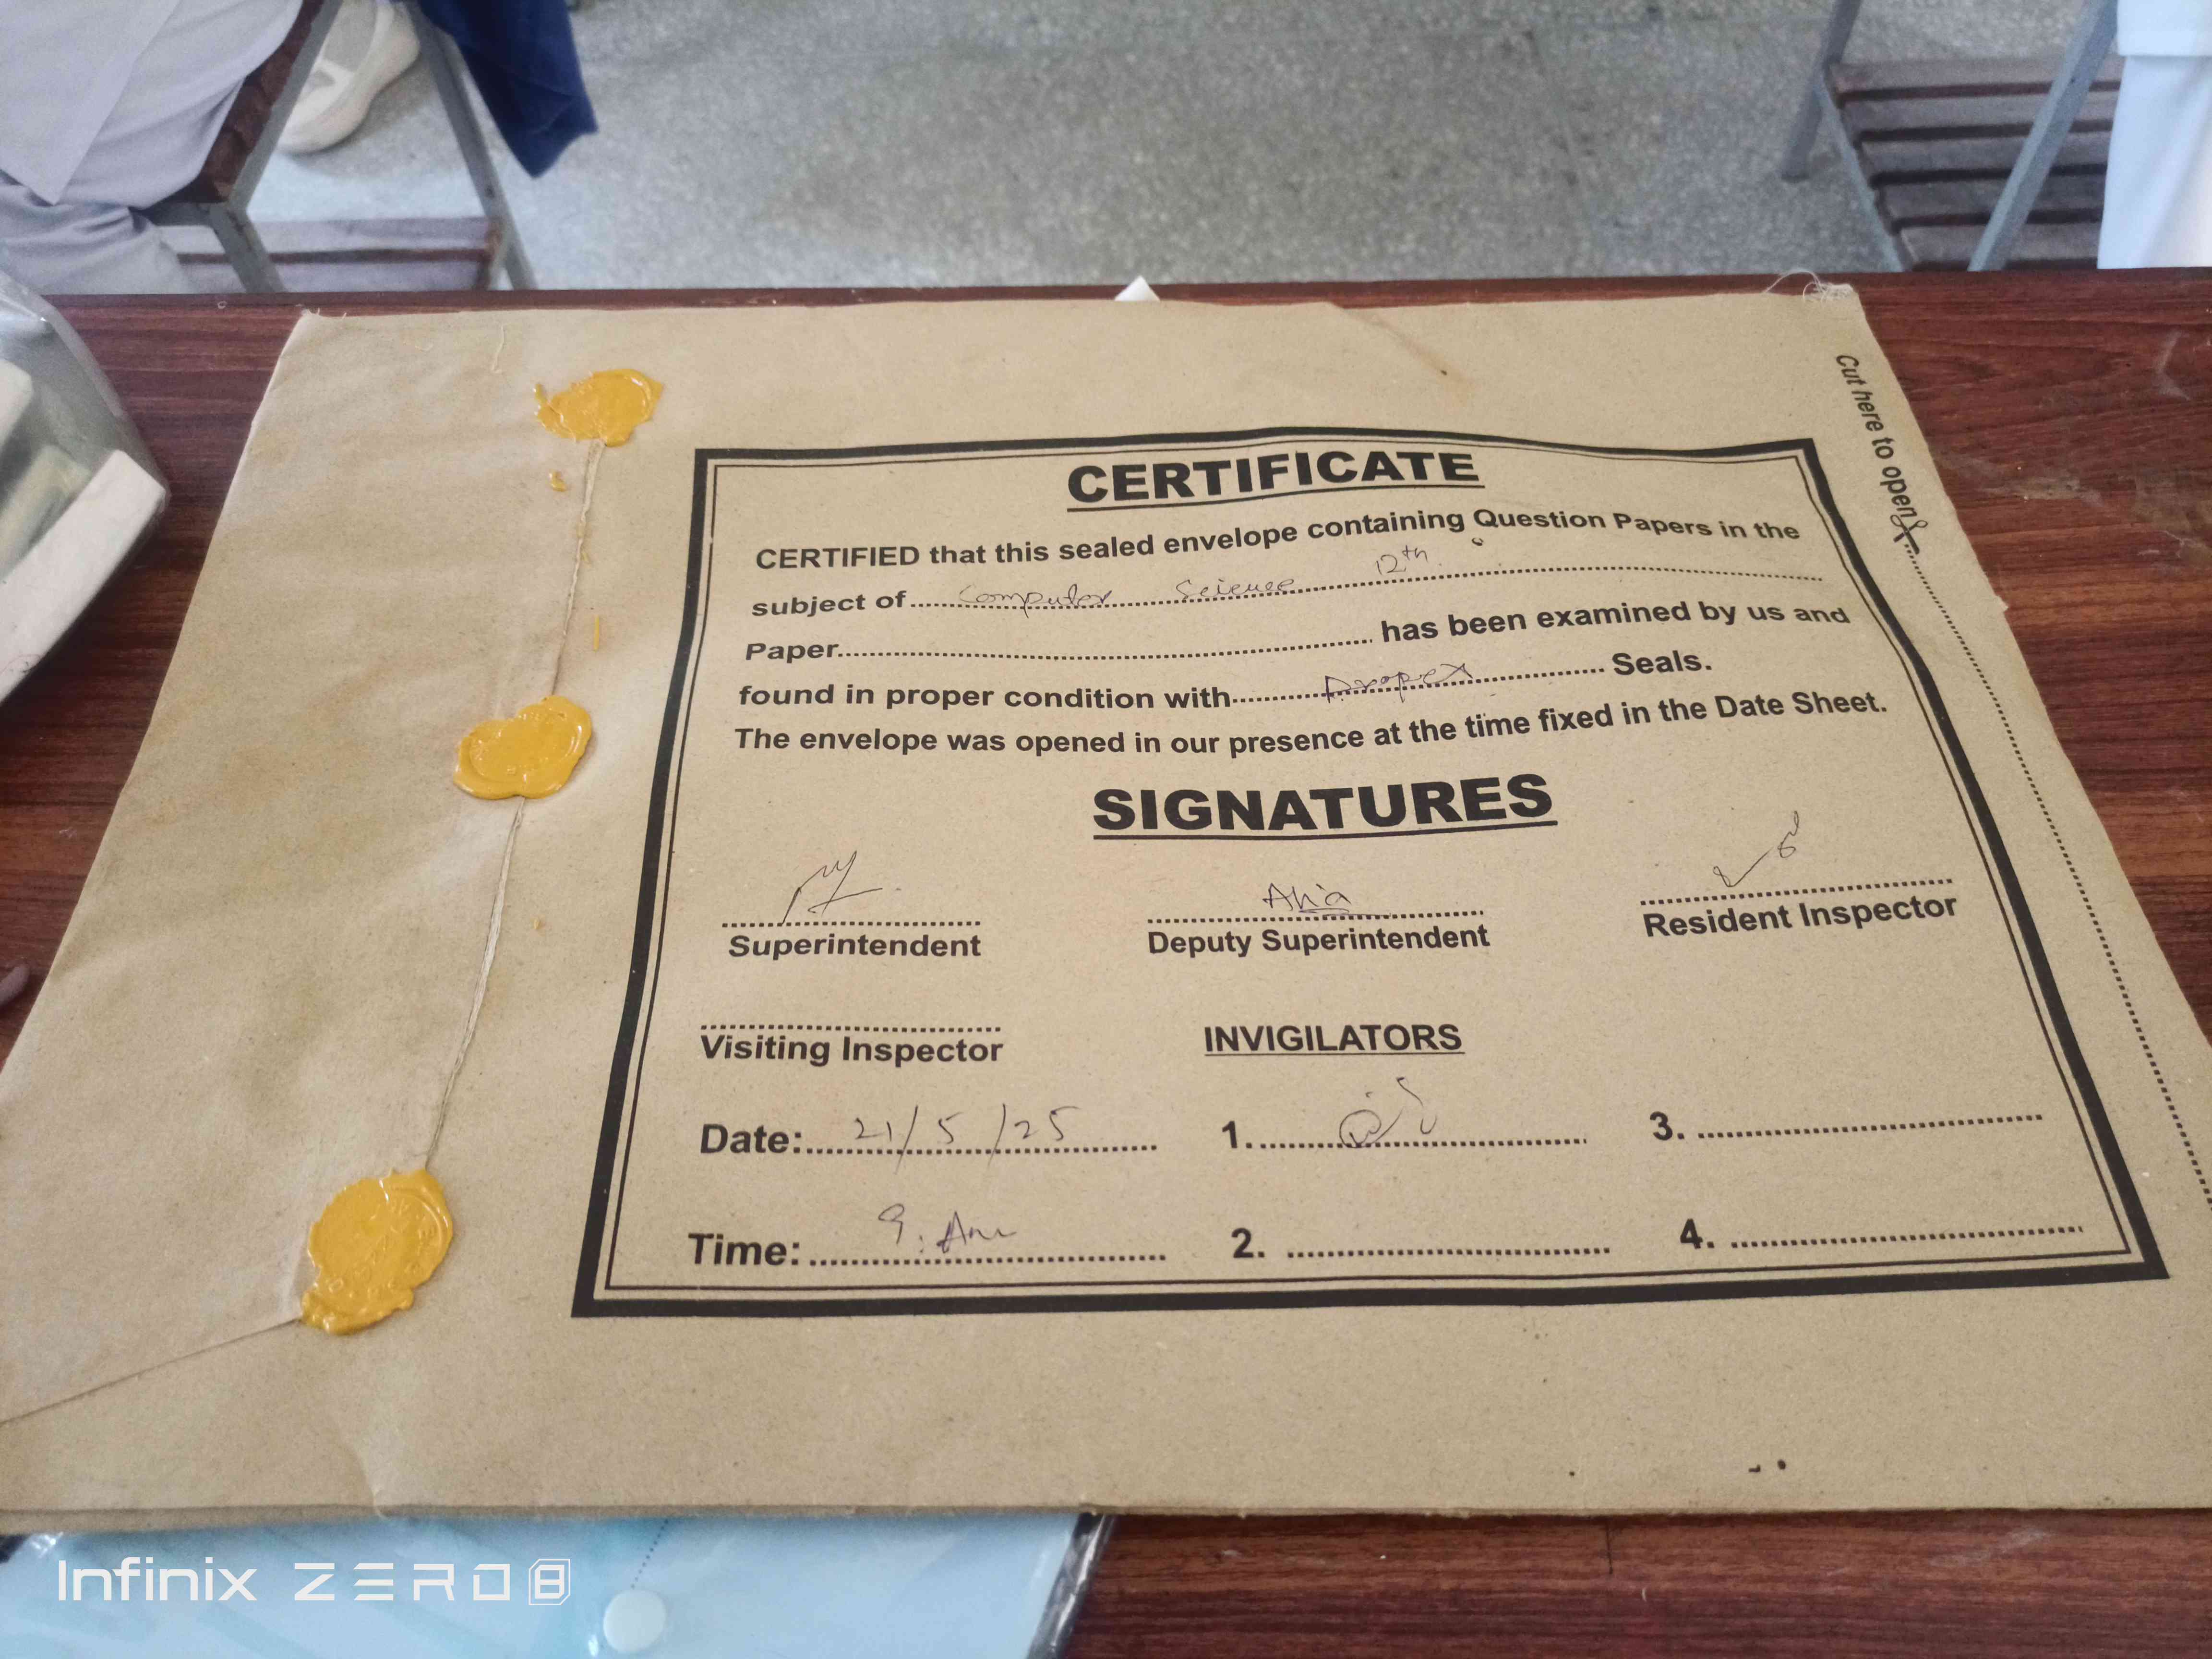 Cut here to open
CERTIFICATE
CERTIFIED that this sealed envelope containing Question Papers in the
subject of Computer Science 12th
Paper has been examined by us and
found in proper condition with Proper Seals.
The envelope was opened in our presence at the time fixed in the Date Sheet.
SIGNATURES
Superintendent Deputy Superintendent Resident Inspector
Visiting Inspector INVIGILATORS
Date: 21/5/25 1. 3.
Time: 9: Am 2. 4.
Infinix ZERO 8